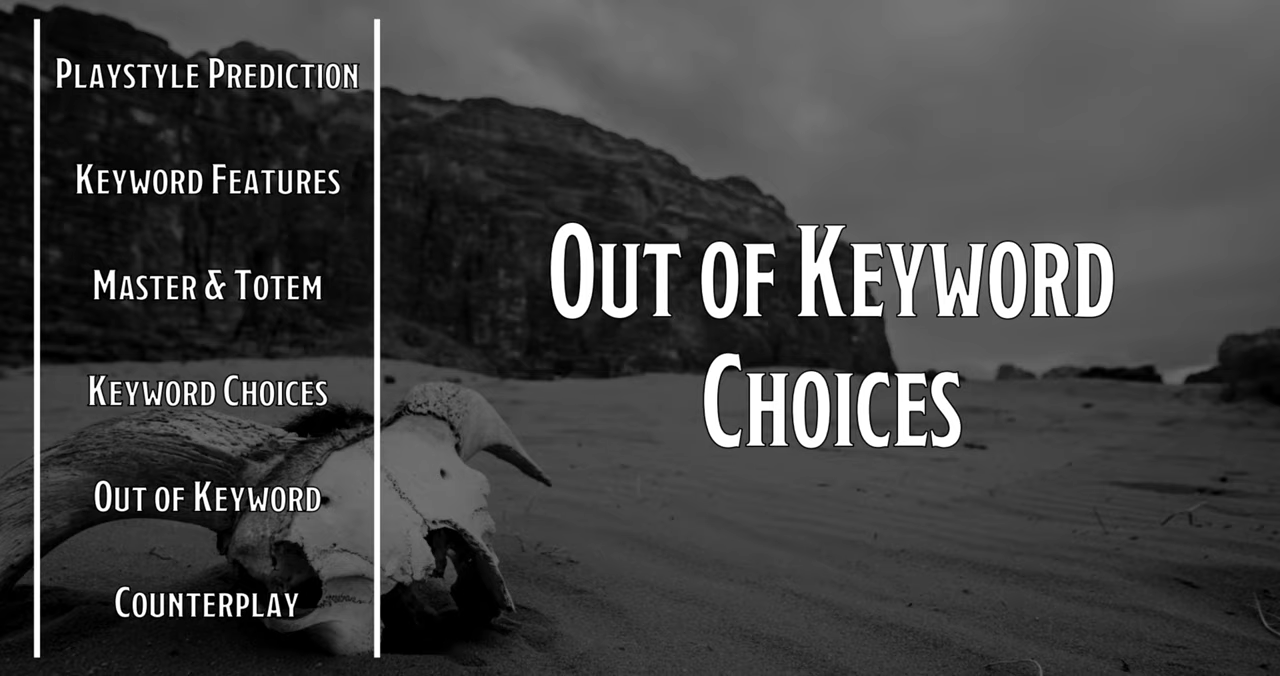 Playstyle Prediction
Keyword Features
Master & Totem
Keyword Choices
Out of Keyword
Counterplay
Out of Keyword
Choices